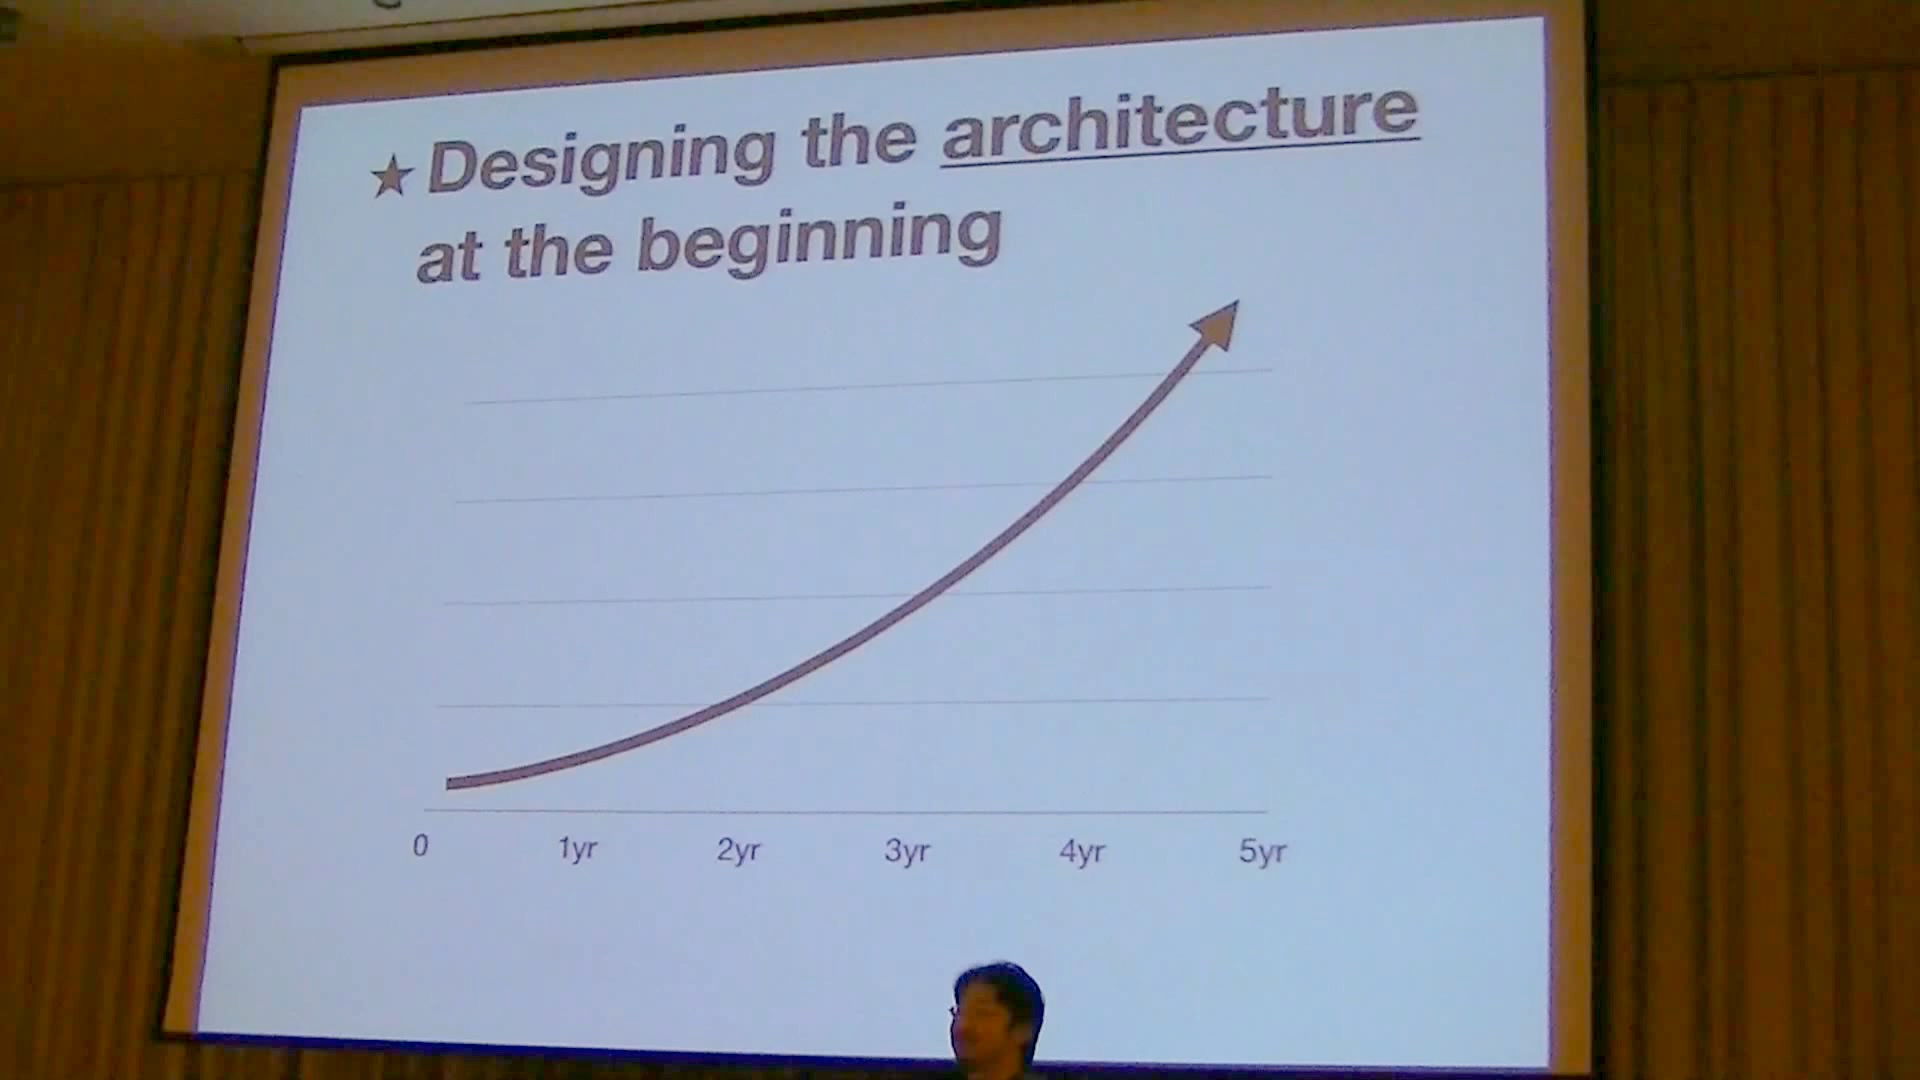 ★ Designing the architecture
at the beginning
0 1yr 2yr 3yr 4yr 5yr